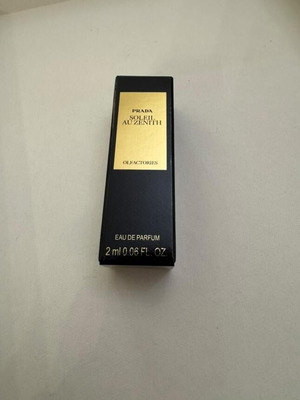 PRADA
SOLEIL
AU ZENITH
OLFACTORIES
EAU DE PARFUM
2 ml 0.06 FL. OZ